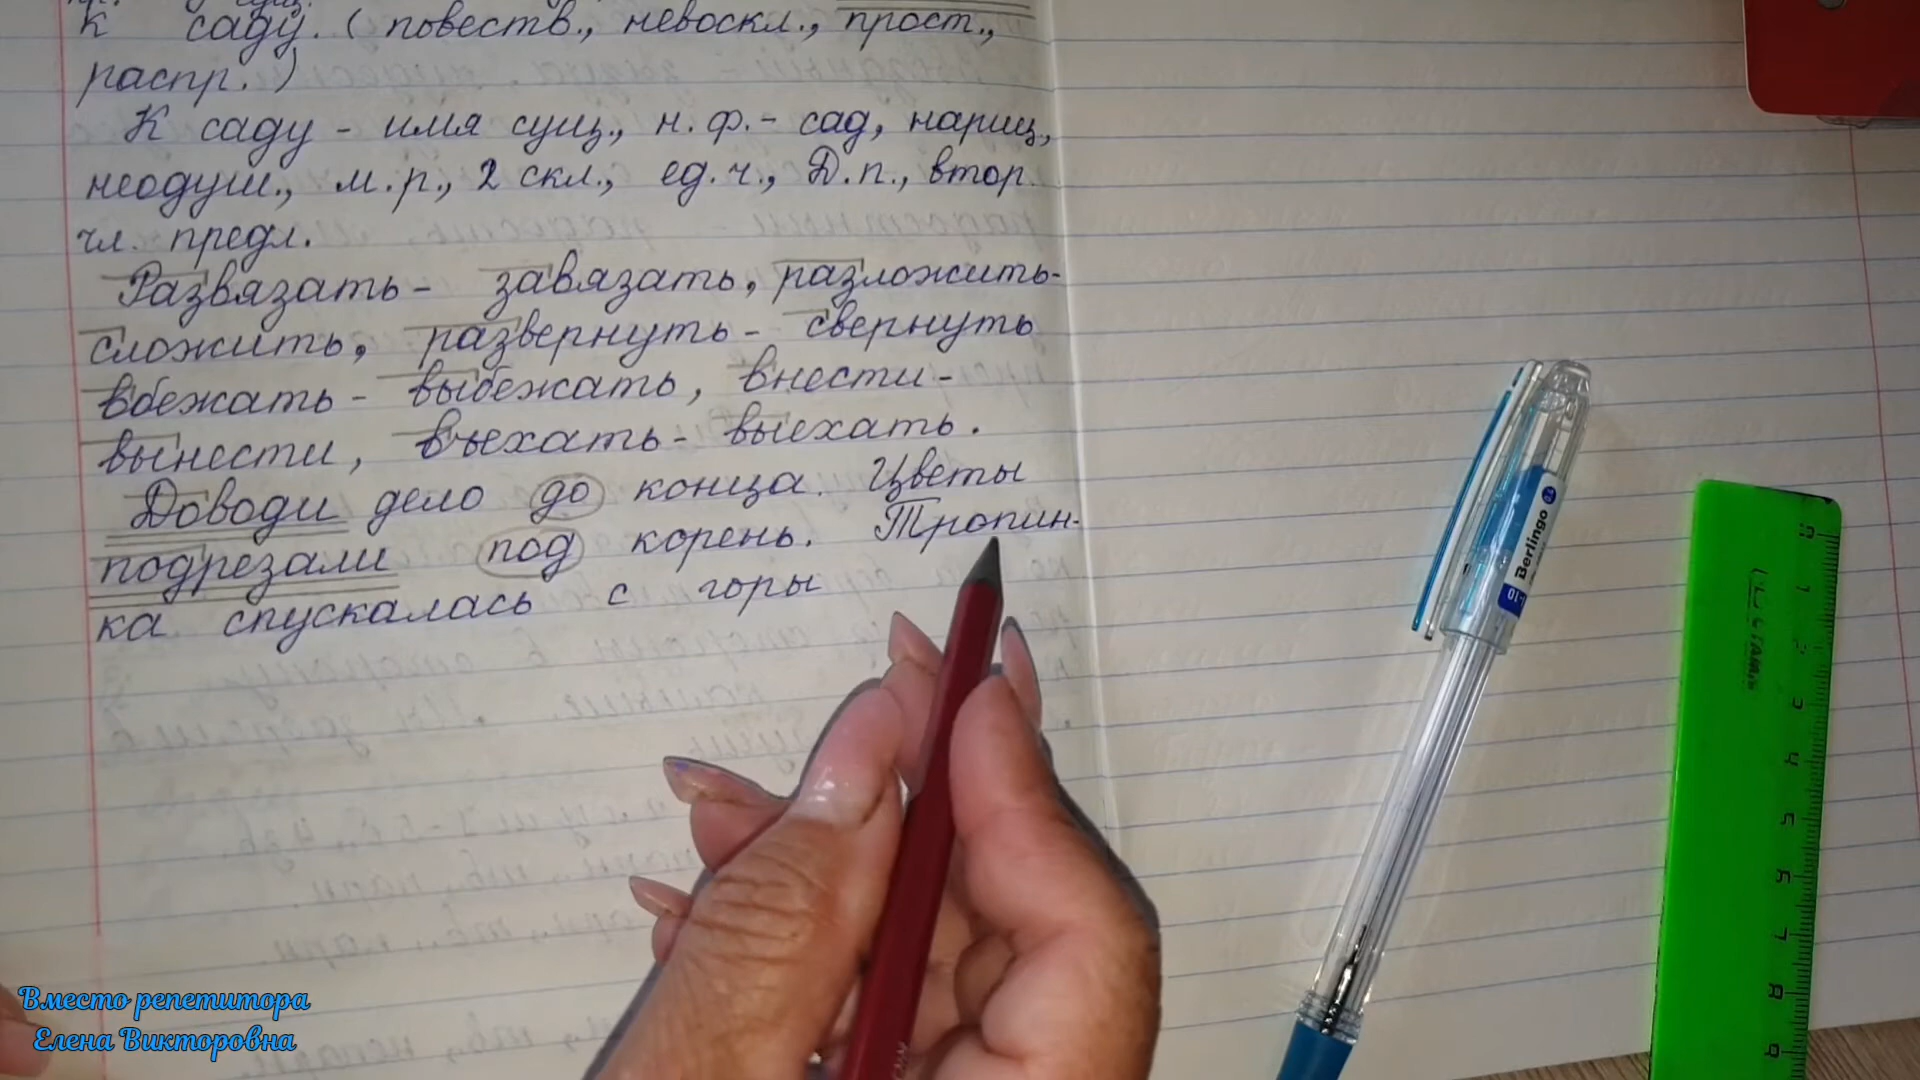 к саду. (повеств., невоскл., прост.,
распр.)
К саду - имя сущ., н.ф.- сад, нариц.,
неодуш., м.р., 2 скл., ед.ч., Д.п., втор.
чл. предл.
Развязать - завязать, разложить-
сложить, развернуть - свернуть
вбежать - выбежать, внести -
вынести, въехать - выехать.
Доводи дело до конца. Цветы
подрезали под корень. Тропин-
ка спускалась с горы
Berlingo
Вместо репетитора
Елена Викторовна